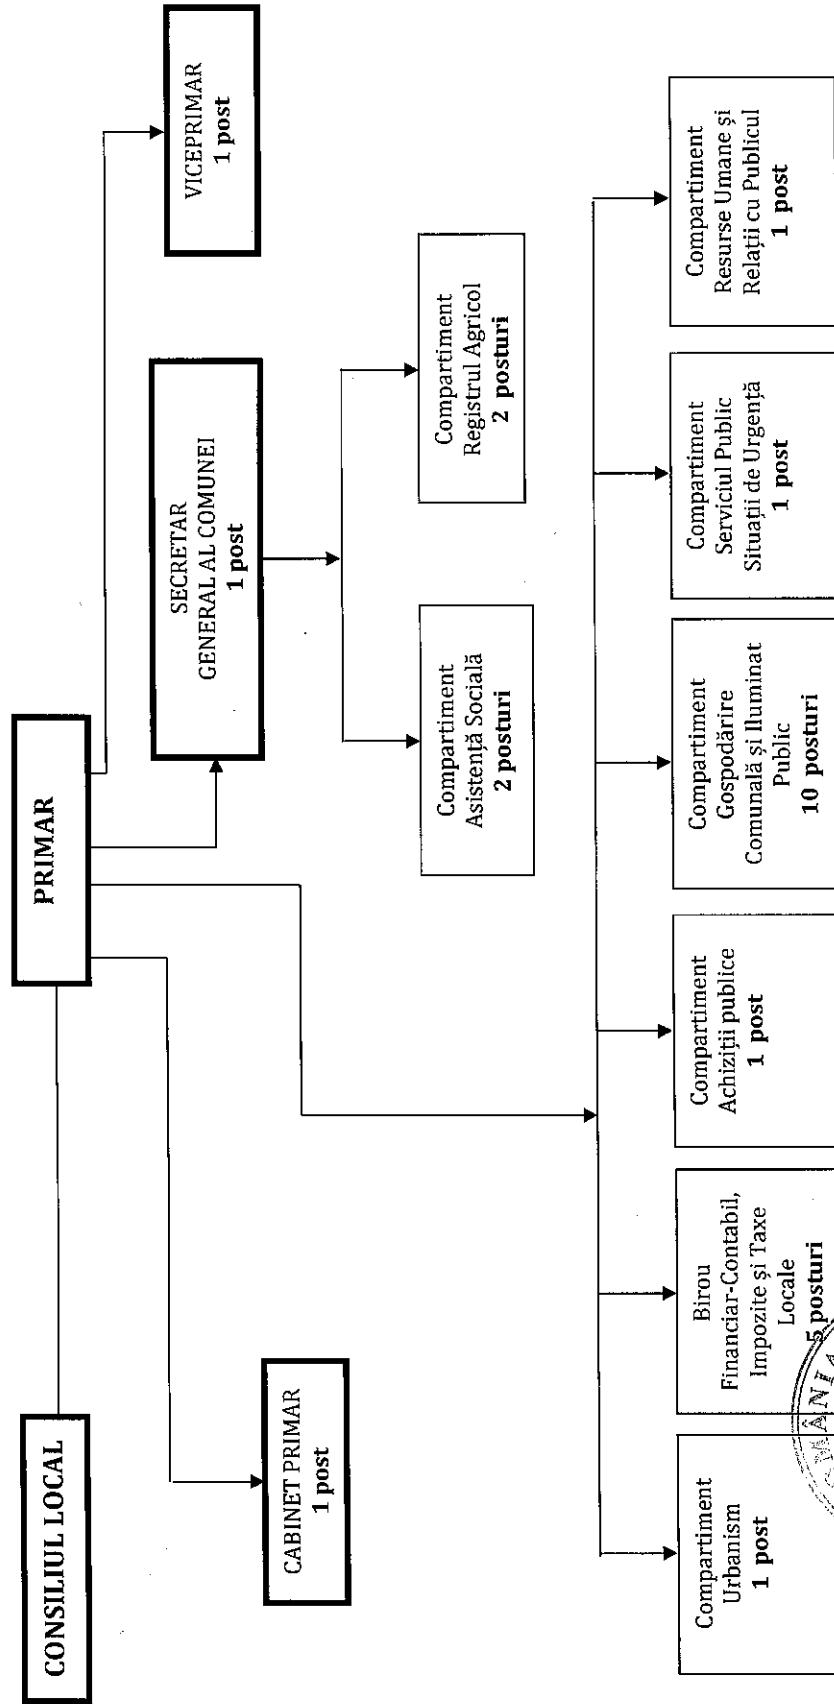 CONSILIUL LOCAL
PRIMAR
VICEPRIMAR
1 post
SECRETAR
GENERAL AL COMUNEI
1 post
CABINET PRIMAR
1 post
Compartiment
Asistență Socială
2 posturi
Compartiment
Registrul Agricol
2 posturi
Compartiment
Urbanism
1 post
Birou
Financiar-Contabil,
Impozite și Taxe
Locale
5 posturi
Compartiment
Achiziții publice
1 post
Compartiment
Gospodărire
Comunală și Iluminat
Public
10 posturi
Compartiment
Serviciul Public
Situații de Urgență
1 post
Compartiment
Resurse Umane și
Relații cu Publicul
1 post